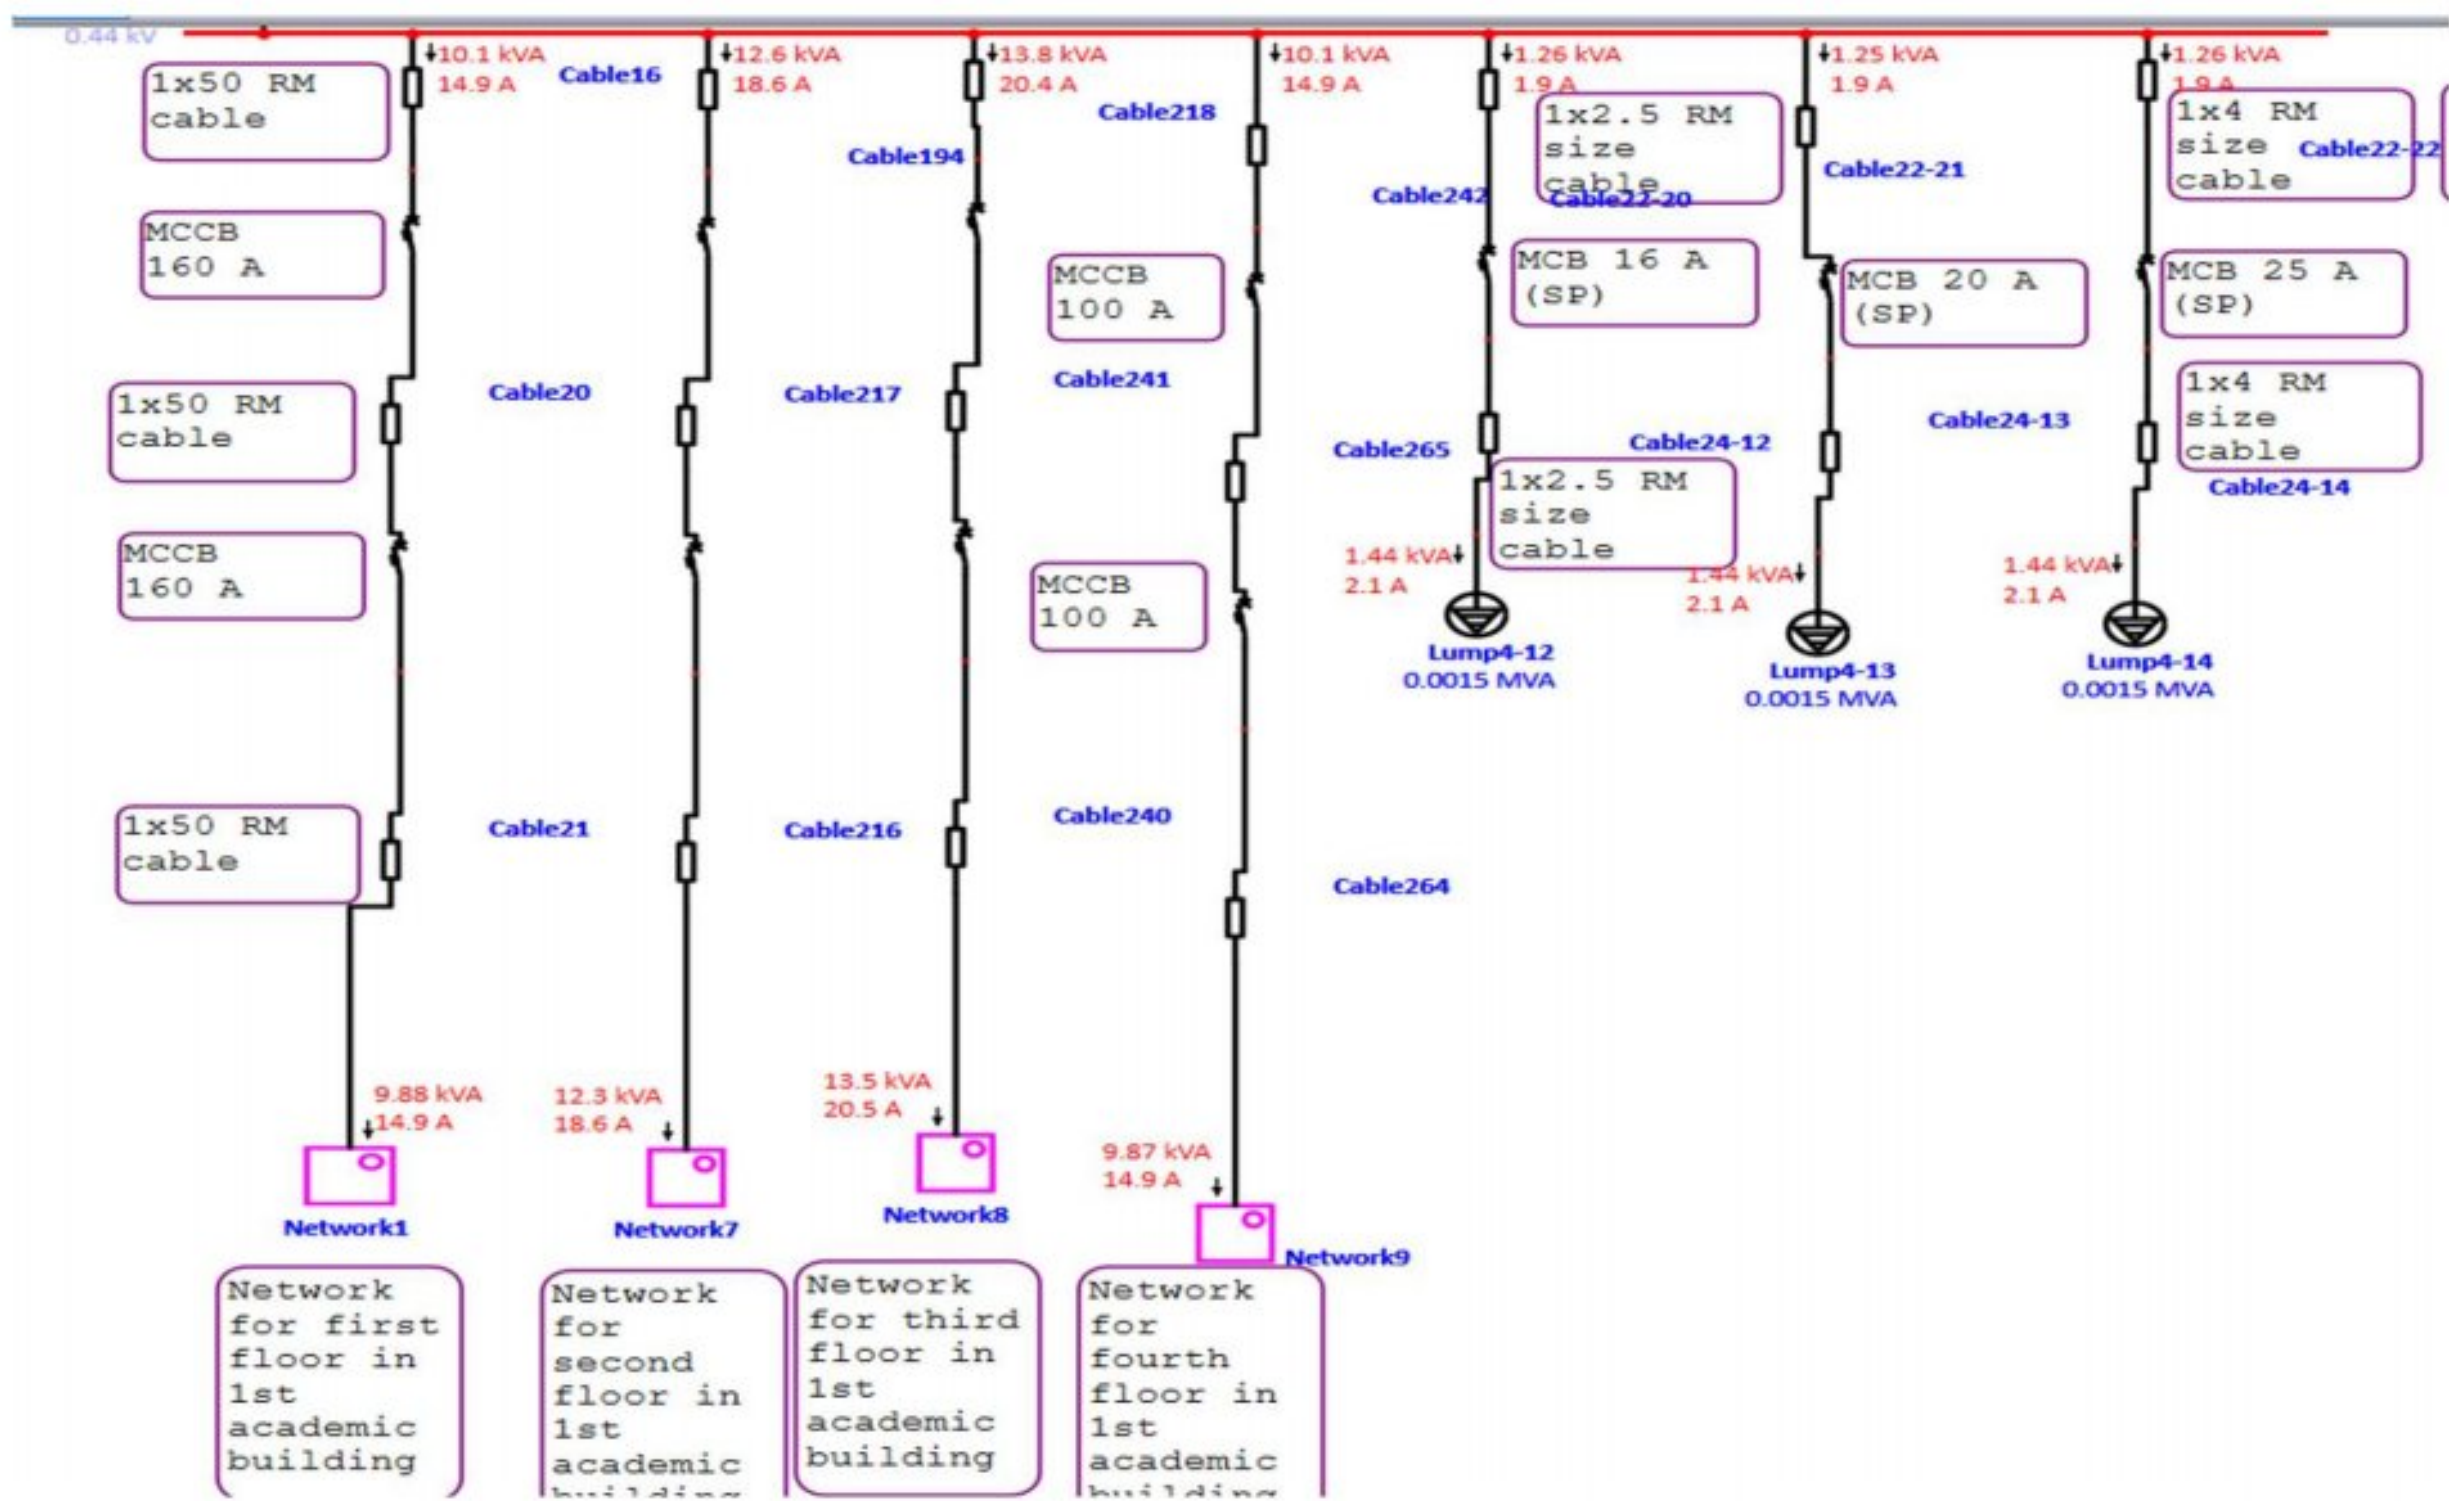 0.44 kV
10.1 kVA
14.9 A
12.6 kVA
18.6 A
13.8 kVA
20.4 A
10.1 kVA
14.9 A
1.26 kVA
1.9 A
1.25 kVA
1.9 A
1.26 kVA
1.9 A
1x50 RM
cable
Cable16
Cable194
Cable218
Cable242
1x2.5 RM
size
cable
Cable22-20
Cable22-21
1x4 RM
size
cable
Cable22-22
MCCB
160 A
MCCB
100 A
MCB 16 A
(SP)
MCB 20 A
(SP)
MCB 25 A
(SP)
1x50 RM
cable
Cable20
Cable217
Cable241
Cable265
Cable24-12
Cable24-13
1x4 RM
size
cable
Cable24-14
1x2.5 RM
size
cable
MCCB
160 A
MCCB
100 A
1.44 kVA
2.1 A
1.44 kVA
2.1 A
1.44 kVA
2.1 A
Lump4-12
0.0015 MVA
Lump4-13
0.0015 MVA
Lump4-14
0.0015 MVA
1x50 RM
cable
Cable21
Cable216
Cable240
Cable264
9.88 kVA
14.9 A
12.3 kVA
18.6 A
13.5 kVA
20.5 A
9.87 kVA
14.9 A
Network1
Network7
Network8
Network9
Network
for first
floor in
1st
academic
building
Network
for
second
floor in
1st
academic
building
Network
for third
floor in
1st
academic
building
Network
for
fourth
floor in
1st
academic
building